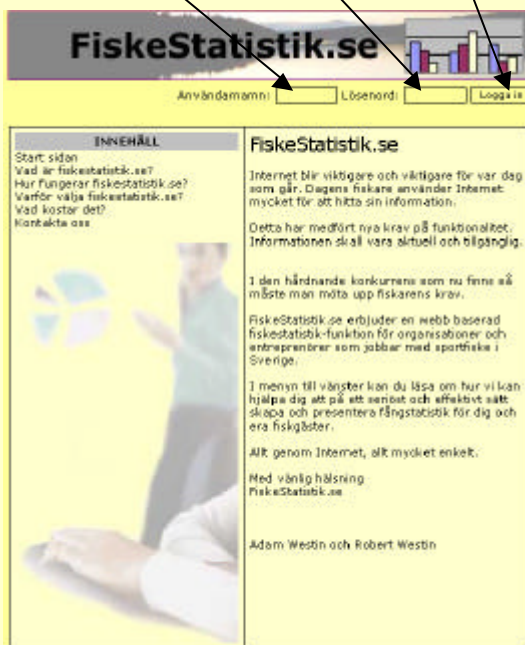 FiskeStatistik.se
Användarnamn:
Lösenord:
Logga in
INNEHÅLL
Start sidan
Vad är fiskestatistik.se?
Hur fungerar fiskestatistik.se?
Varför välja fiskestatistik.se?
Vad kostar det?
Kontakta oss
FiskeStatistik.se
Internet blir viktigare och viktigare för var dag
som går. Dagens fiskare använder Internet
mycket för att hitta sin information.
Detta har medfört nya krav på funktionalitet.
Informationen skall vara aktuell och tillgänglig.
I den hårdnande konkurrens som nu finns så
måste man möta upp fiskarens krav.
FiskeStatistik.se erbjuder en webb baserad
fiskestatistik-funktion för organisationer och
entreprenörer som jobbar med sportfiske i
Sverige.
I menyn till vänster kan du läsa om hur vi kan
hjälpa dig att på ett seriöst och effektivt sätt
skapa och presentera fångststatistik för dig och
era fiskgäster.
Allt genom Internet, allt mycket enkelt.
Med vänlig hälsning
FiskeStatistik.se
Adam Westin och Robert Westin